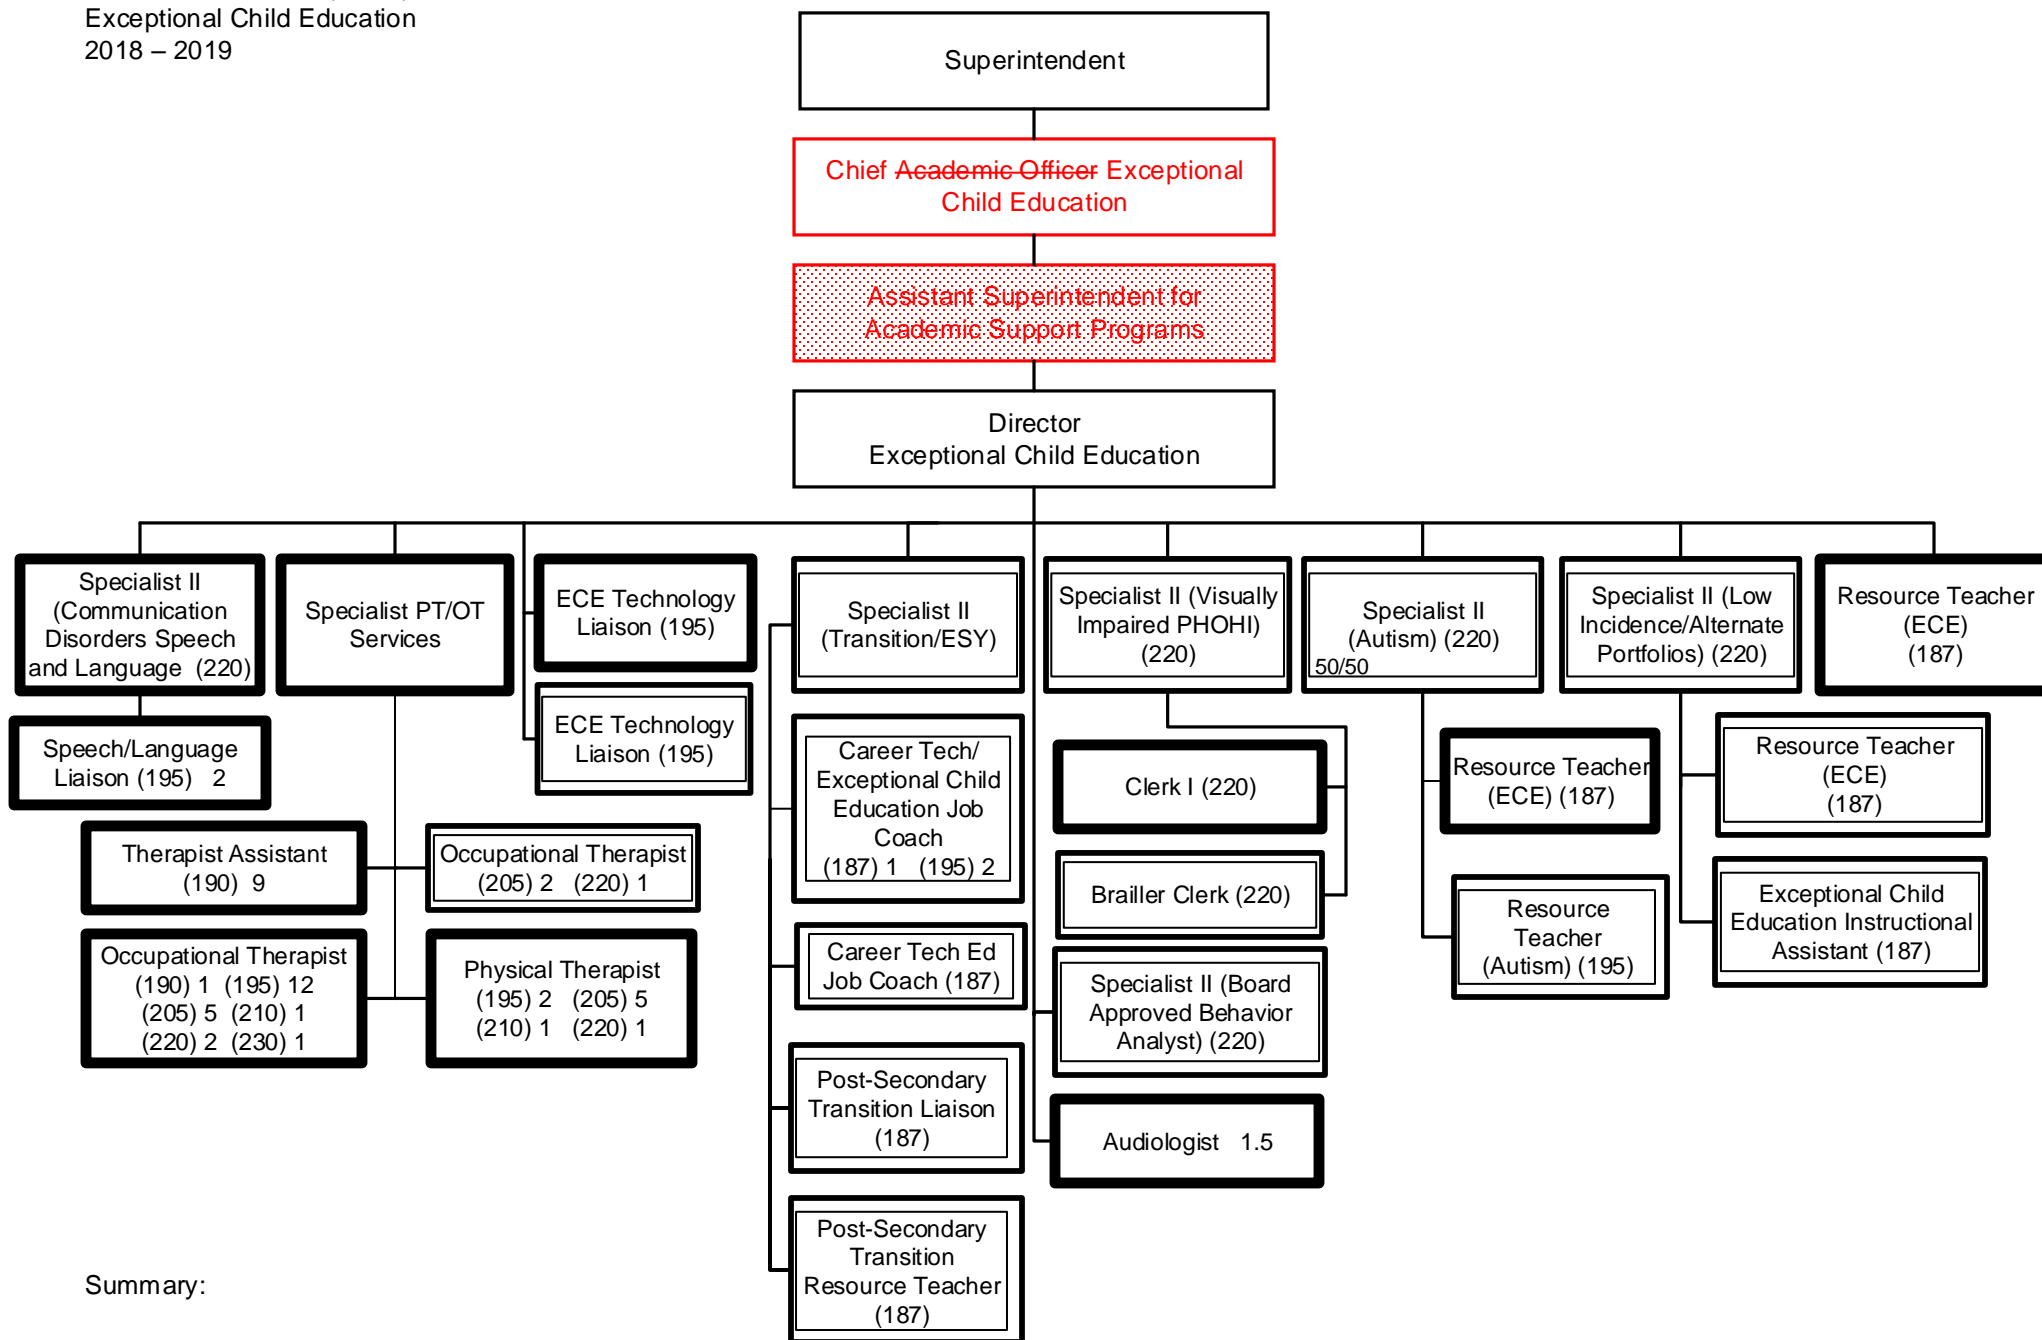 Exceptional Child Education
2018 – 2019
Superintendent
Chief Academic Officer Exceptional
Child Education
Assistant Superintendent for
Academic Support Programs
Director
Exceptional Child Education
Specialist II
(Communication
Disorders Speech
and Language (220)
Specialist PT/OT
Services
ECE Technology
Liaison (195)
Specialist II
(Transition/ESY)
Specialist II (Visually
Impaired PHOHI)
(220)
Specialist II
(Autism) (220)
50/50
Specialist II (Low
Incidence/Alternate
Portfolios) (220)
Resource Teacher
(ECE)
(187)
Speech/Language
Liaison (195) 2
ECE Technology
Liaison (195)
Career Tech/
Exceptional Child
Education Job
Coach
(187) 1 (195) 2
Clerk I (220)
Resource Teacher
(ECE) (187)
Resource Teacher
(ECE)
(187)
Therapist Assistant
(190) 9
Occupational Therapist
(205) 2 (220) 1
Brailler Clerk (220)
Resource
Teacher
(Autism) (195)
Exceptional Child
Education Instructional
Assistant (187)
Occupational Therapist
(190) 1 (195) 12
(205) 5 (210) 1
(220) 2 (230) 1
Physical Therapist
(195) 2 (205) 5
(210) 1 (220) 1
Career Tech Ed
Job Coach (187)
Specialist II (Board
Approved Behavior
Analyst) (220)
Post-Secondary
Transition Liaison
(187)
Audiologist 1.5
Post-Secondary
Transition
Resource Teacher
(187)
Summary: